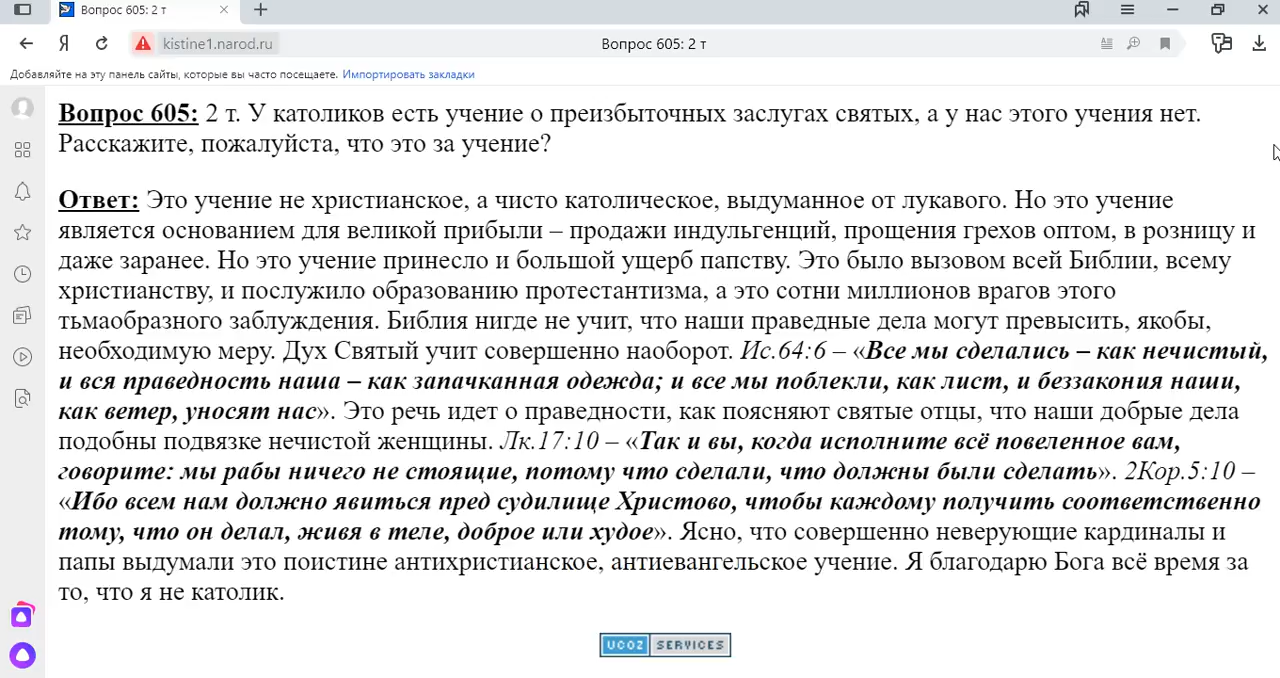 Вопрос 605: 2 т
Я
kistine1.narod.ru
Вопрос 605: 2 т
Добавляйте на эту панель сайты, которые вы часто посещаете. Импортировать закладки
Вопрос 605: 2 т. У католиков есть учение о преизбыточных заслугах святых, а у нас этого учения нет.
Расскажите, пожалуйста, что это за учение?
Ответ: Это учение не христианское, а чисто католическое, выдуманное от лукавого. Но это учение
является основанием для великой прибыли – продажи индульгенций, прощения грехов оптом, в розницу и
даже заранее. Но это учение принесло и большой ущерб папству. Это было вызовом всей Библии, всему
христианству, и послужило образованию протестантизма, а это сотни миллионов врагов этого
тьмаобразного заблуждения. Библия нигде не учит, что наши праведные дела могут превысить, якобы,
необходимую меру. Дух Святый учит совершенно наоборот. Ис.64:6 – «Все мы сделались – как нечистый,
и вся праведность наша – как запачканная одежда; и все мы поблекли, как лист, и беззакония наши,
как ветер, уносят нас». Это речь идет о праведности, как поясняют святые отцы, что наши добрые дела
подобны подвязке нечистой женщины. Лк.17:10 – «Так и вы, когда исполните всё повеленное вам,
говорите: мы рабы ничего не стоящие, потому что сделали, что должны были сделать». 2Кор.5:10 –
«Ибо всем нам должно явиться пред судилище Христово, чтобы каждому получить соответственно
тому, что он делал, живя в теле, доброе или худое». Ясно, что совершенно неверующие кардиналы и
папы выдумали это поистине антихристианское, антиевангельское учение. Я благодарю Бога всё время за
то, что я не католик.
UCOZ SERVICES